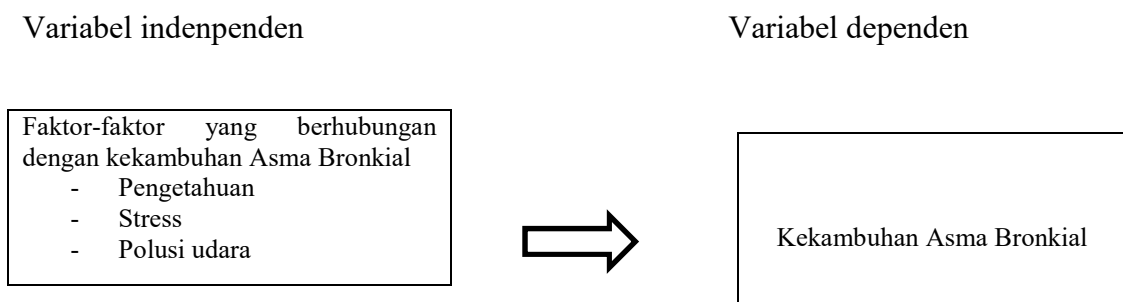 Variabel indenpenden
Variabel dependen
Faktor-faktor yang berhubungan
dengan kekambuhan Asma Bronkial
- Pengetahuan
- Stress
- Polusi udara
Kekambuhan Asma Bronkial